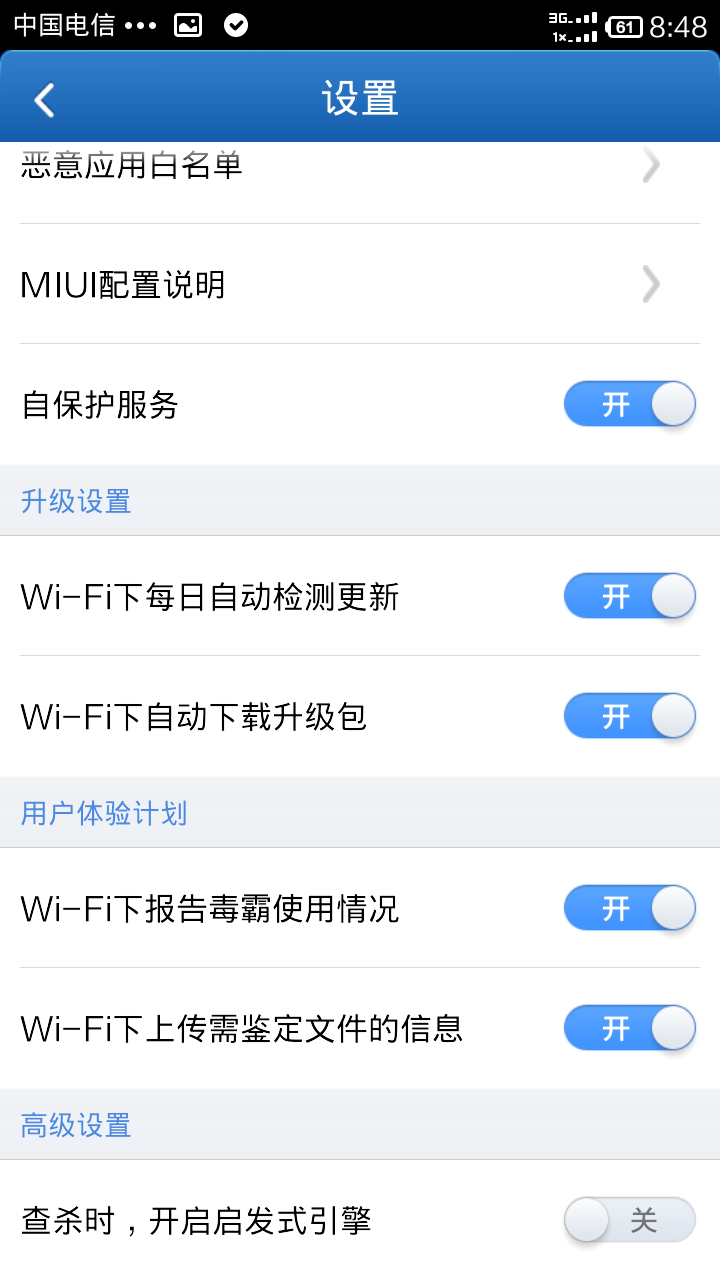 中国电信 ••• 3G 1x 61 8:48
设置
恶意应用白名单
MIUI配置说明
自保护服务 开
升级设置
Wi-Fi下每日自动检测更新 开
Wi-Fi下自动下载升级包 开
用户体验计划
Wi-Fi下报告毒霸使用情况 开
Wi-Fi下上传需鉴定文件的信息 开
高级设置
查杀时，开启启发式引擎 关